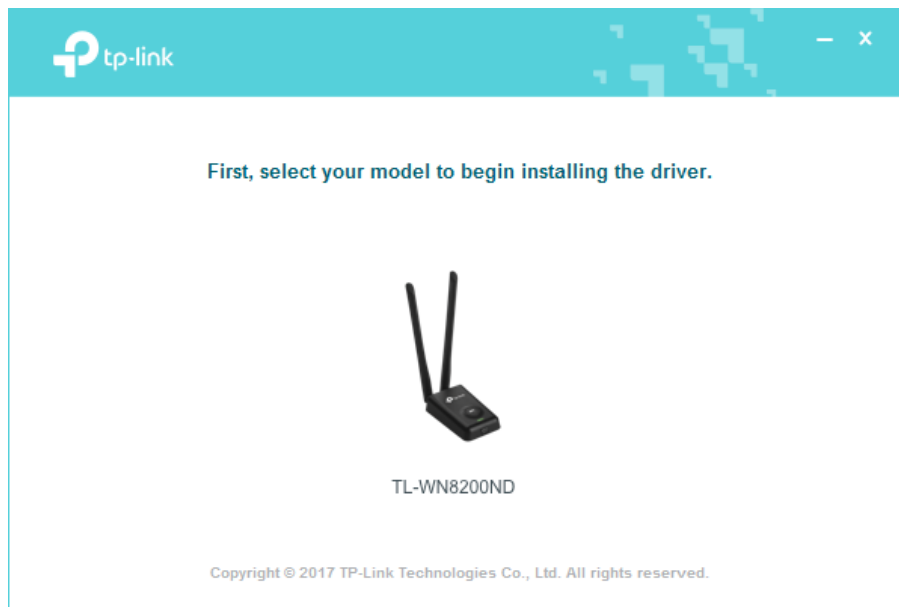 tp-link
First, select your model to begin installing the driver.
TL-WN8200ND
Copyright © 2017 TP-Link Technologies Co., Ltd. All rights reserved.